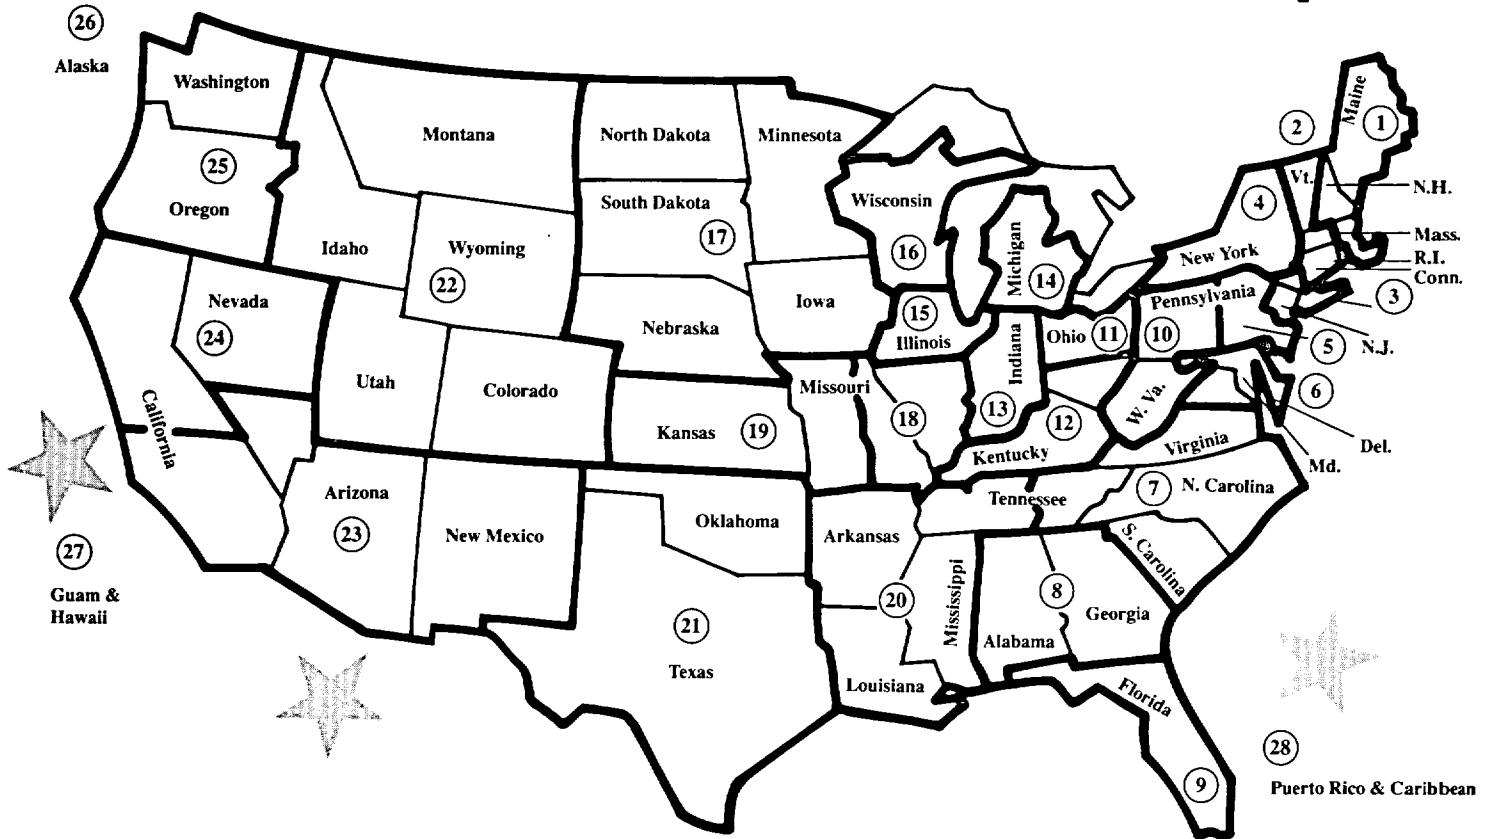 26
Alaska
Washington
Montana
North Dakota
Minnesota
Maine
1
2
25
Oregon
Idaho
Wyoming
22
South Dakota
17
Wisconsin
16
Michigan
14
4
New York
Vt.
N.H.
Mass.
R.I.
Conn.
3
Nevada
24
Iowa
Nebraska
15
Illinois
Indiana
13
Ohio
11
Pennsylvania
10
5
N.J.
6
Utah
Colorado
Missouri
18
12
Kentucky
W. Va.
Virginia
Del.
Md.
California
Kansas
19
Arizona
23
New Mexico
Oklahoma
Arkansas
Tennessee
7
N. Carolina
S. Carolina
27
Guam &
Hawaii
21
Texas
20
Mississippi
Louisiana
Alabama
8
Georgia
Florida
9
28
Puerto Rico & Caribbean